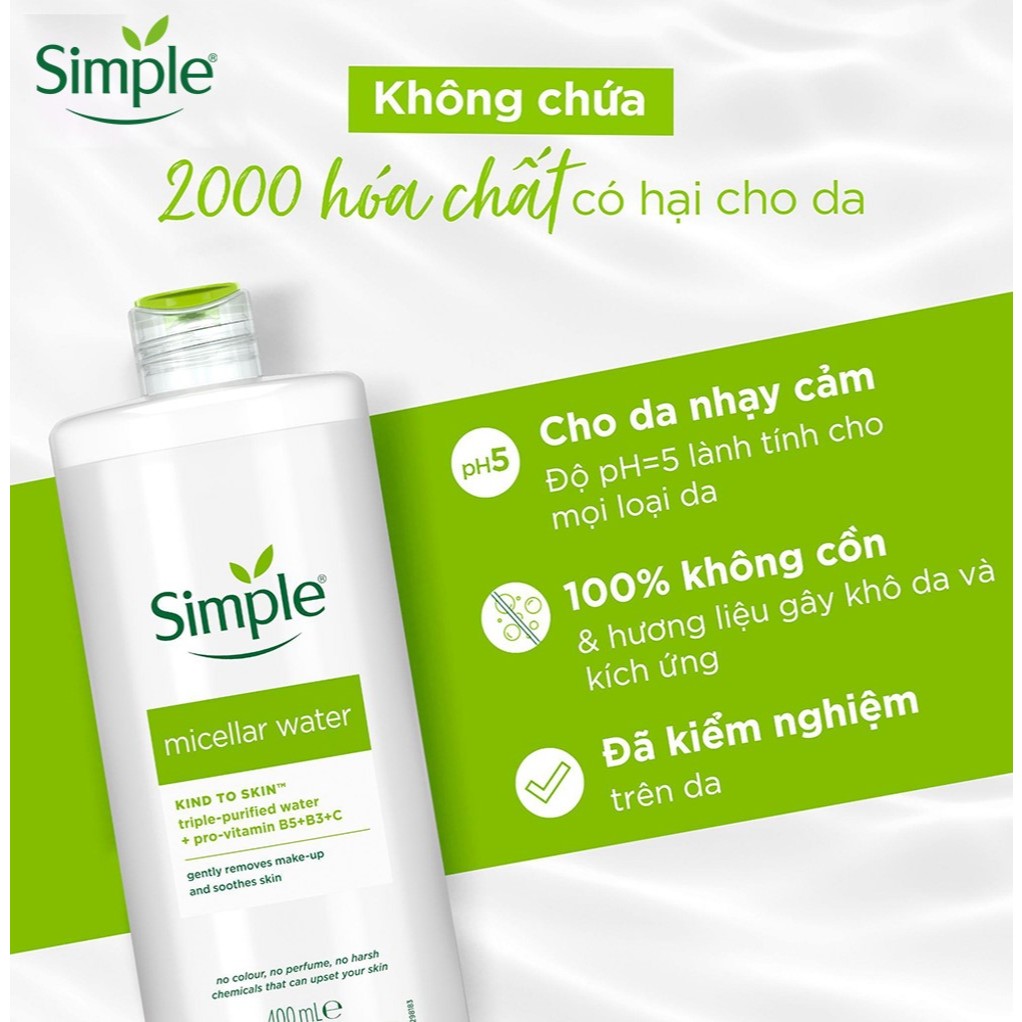 Simple®
Không chứa
2000 hóa chất có hại cho da
pH5
Cho da nhạy cảm
Độ pH=5 lành tính cho
mọi loại da
100% không cồn
& hương liệu gây khô da và
kích ứng
Đã kiểm nghiệm
trên da
Simple®
micellar water
KIND TO SKIN™
triple-purified water
+ pro-vitamin B5+B3+C
gently removes make-up
and soothes skin
no colour, no perfume, no harsh
chemicals that can upset your skin
400 mL℮